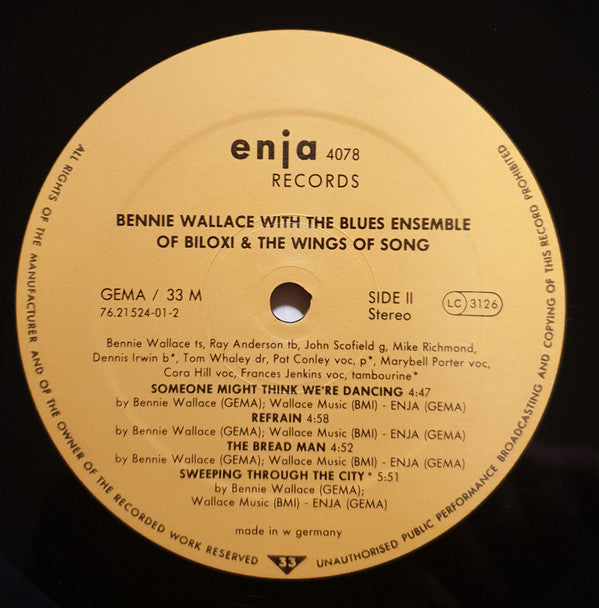 enja 4078
RECORDS
BENNIE WALLACE WITH THE BLUES ENSEMBLE
OF BILOXI & THE WINGS OF SONG
GEMA / 33 M
76.21524-01-2
SIDE II
Stereo
LC 3126
Bennie Wallace ts, Ray Anderson tb, John Scofield g, Mike Richmond,
Dennis Irwin b*, Tom Whaley dr, Pat Conley voc, p*, Marybell Porter voc,
Cora Hill voc, Frances Jenkins voc, tambourine*
SOMEONE MIGHT THINK WE'RE DANCING 4:47
by Bennie Wallace (GEMA); Wallace Music (BMI) - ENJA (GEMA)
REFRAIN 4:58
by Bennie Wallace (GEMA); Wallace Music (BMI) - ENJA (GEMA)
THE BREAD MAN 4:52
by Bennie Wallace (GEMA); Wallace Music (BMI) - ENJA (GEMA)
SWEEPING THROUGH THE CITY* 5:51
by Bennie Wallace (GEMA);
Wallace Music (BMI) - ENJA (GEMA)
made in w germany
ALL RIGHTS OF THE MANUFACTURER AND OF THE OWNER OF THE RECORDED WORK RESERVED
33
UNAUTHORISED PUBLIC PERFORMANCE BROADCASTING AND COPYING OF THIS RECORD PROHIBITED